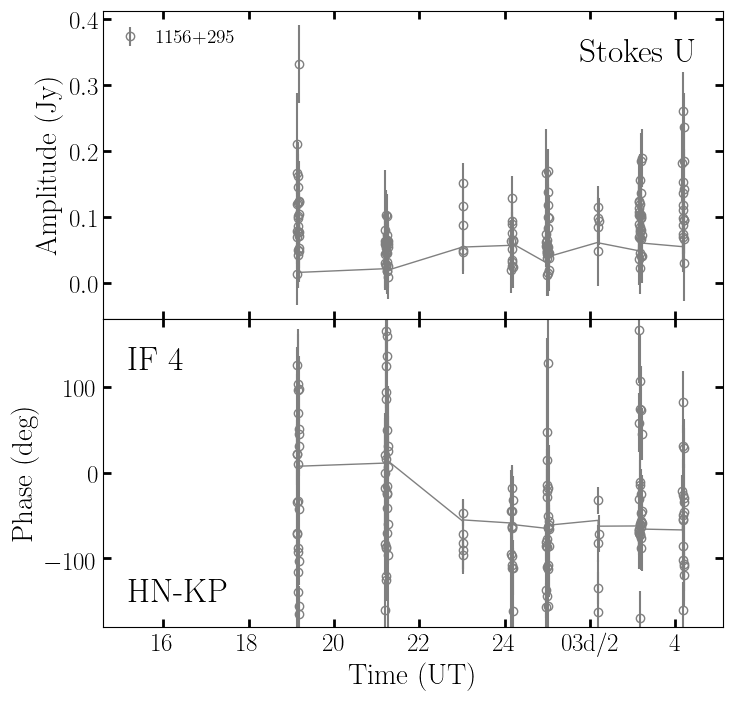 0.4
1156+295
Stokes U
0.3
0.2
0.1
0.0
Amplitude (Jy)
IF 4
100
0
−100
Phase (deg)
HN-KP
16 18 20 22 24 03d/2 4
Time (UT)